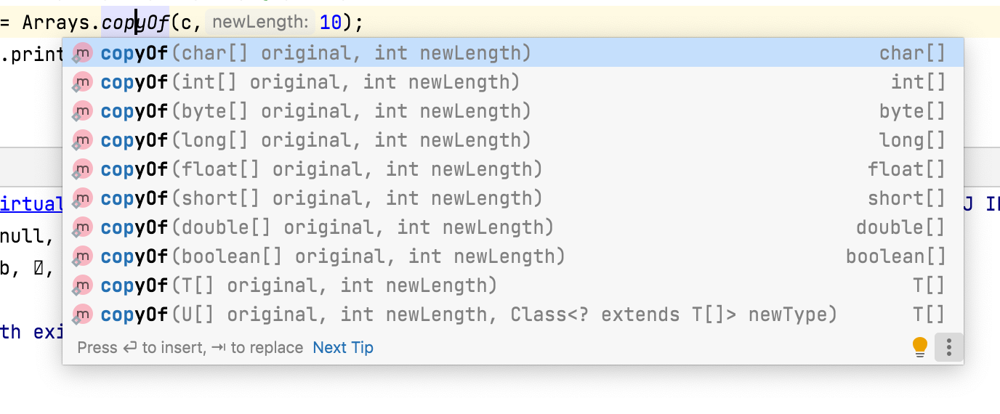 = Arrays.copyOf(c, newLength: 10);
.print
m copyOf(char[] original, int newLength) char[]
m copyOf(int[] original, int newLength) int[]
m copyOf(byte[] original, int newLength) byte[]
m copyOf(long[] original, int newLength) long[]
m copyOf(float[] original, int newLength) float[]
m copyOf(short[] original, int newLength) short[]
m copyOf(double[] original, int newLength) double[]
m copyOf(boolean[] original, int newLength) boolean[]
m copyOf(T[] original, int newLength) T[]
m copyOf(U[] original, int newLength, Class<? extends T[]> newType) T[]
Press ↩ to insert, ⇥ to replace Next Tip
irtual
J I
null,
b, ,
th exi